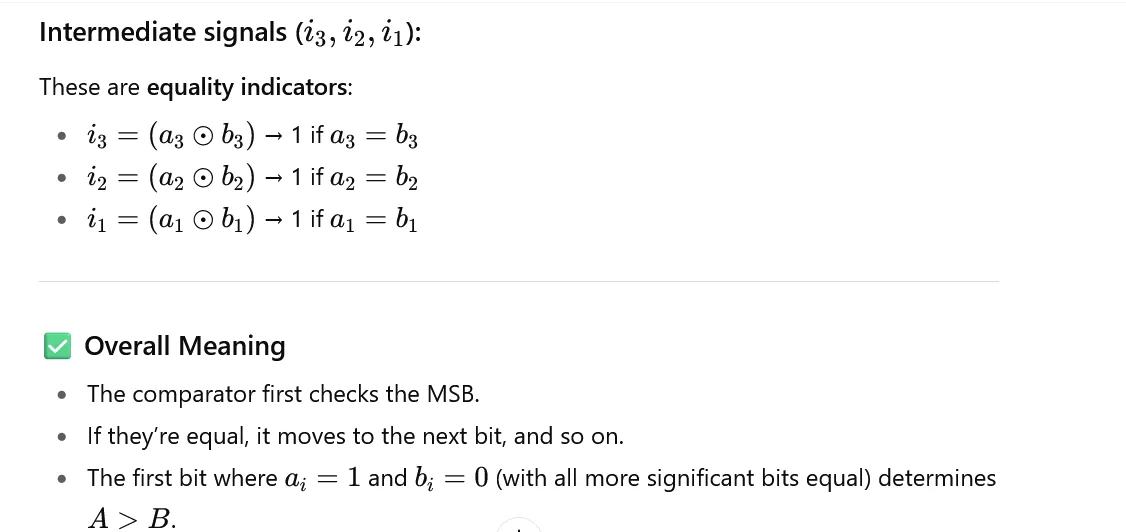 Intermediate signals (i₃, i₂, i₁):
These are equality indicators:
• i₃ = (a₃ ⊙ b₃) → 1 if a₃ = b₃
• i₂ = (a₂ ⊙ b₂) → 1 if a₂ = b₂
• i₁ = (a₁ ⊙ b₁) → 1 if a₁ = b₁
✅ Overall Meaning
• The comparator first checks the MSB.
• If they’re equal, it moves to the next bit, and so on.
• The first bit where aᵢ = 1 and bᵢ = 0 (with all more significant bits equal) determines
A > B.